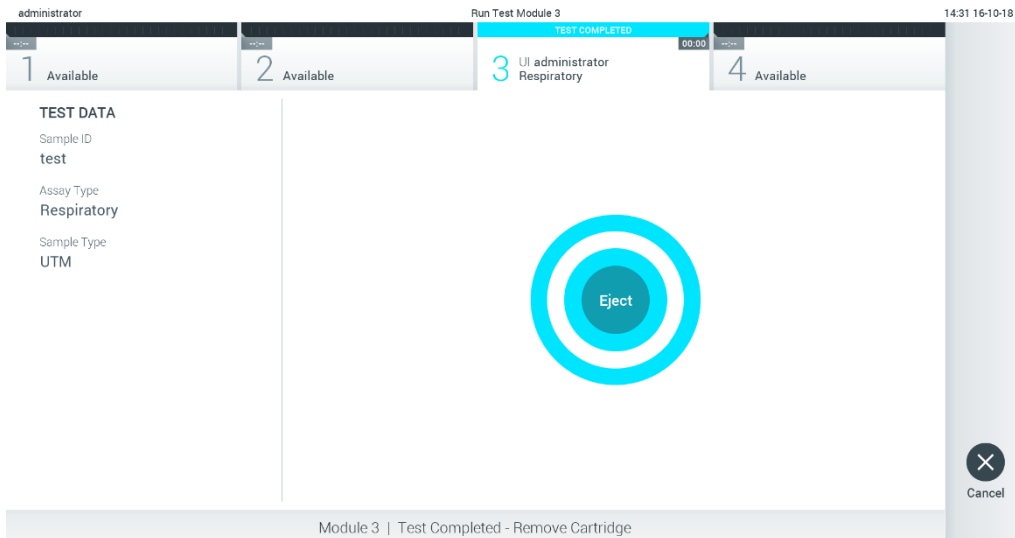 administrator
Run Test Module 3
14:31 16-10-18
TEST COMPLETED
--:--
--:--
00:00
--:--
1 Available
2 Available
3 UI administrator
Respiratory
4 Available
TEST DATA
Sample ID
test
Assay Type
Respiratory
Sample Type
UTM
Eject
Cancel
Module 3 | Test Completed - Remove Cartridge